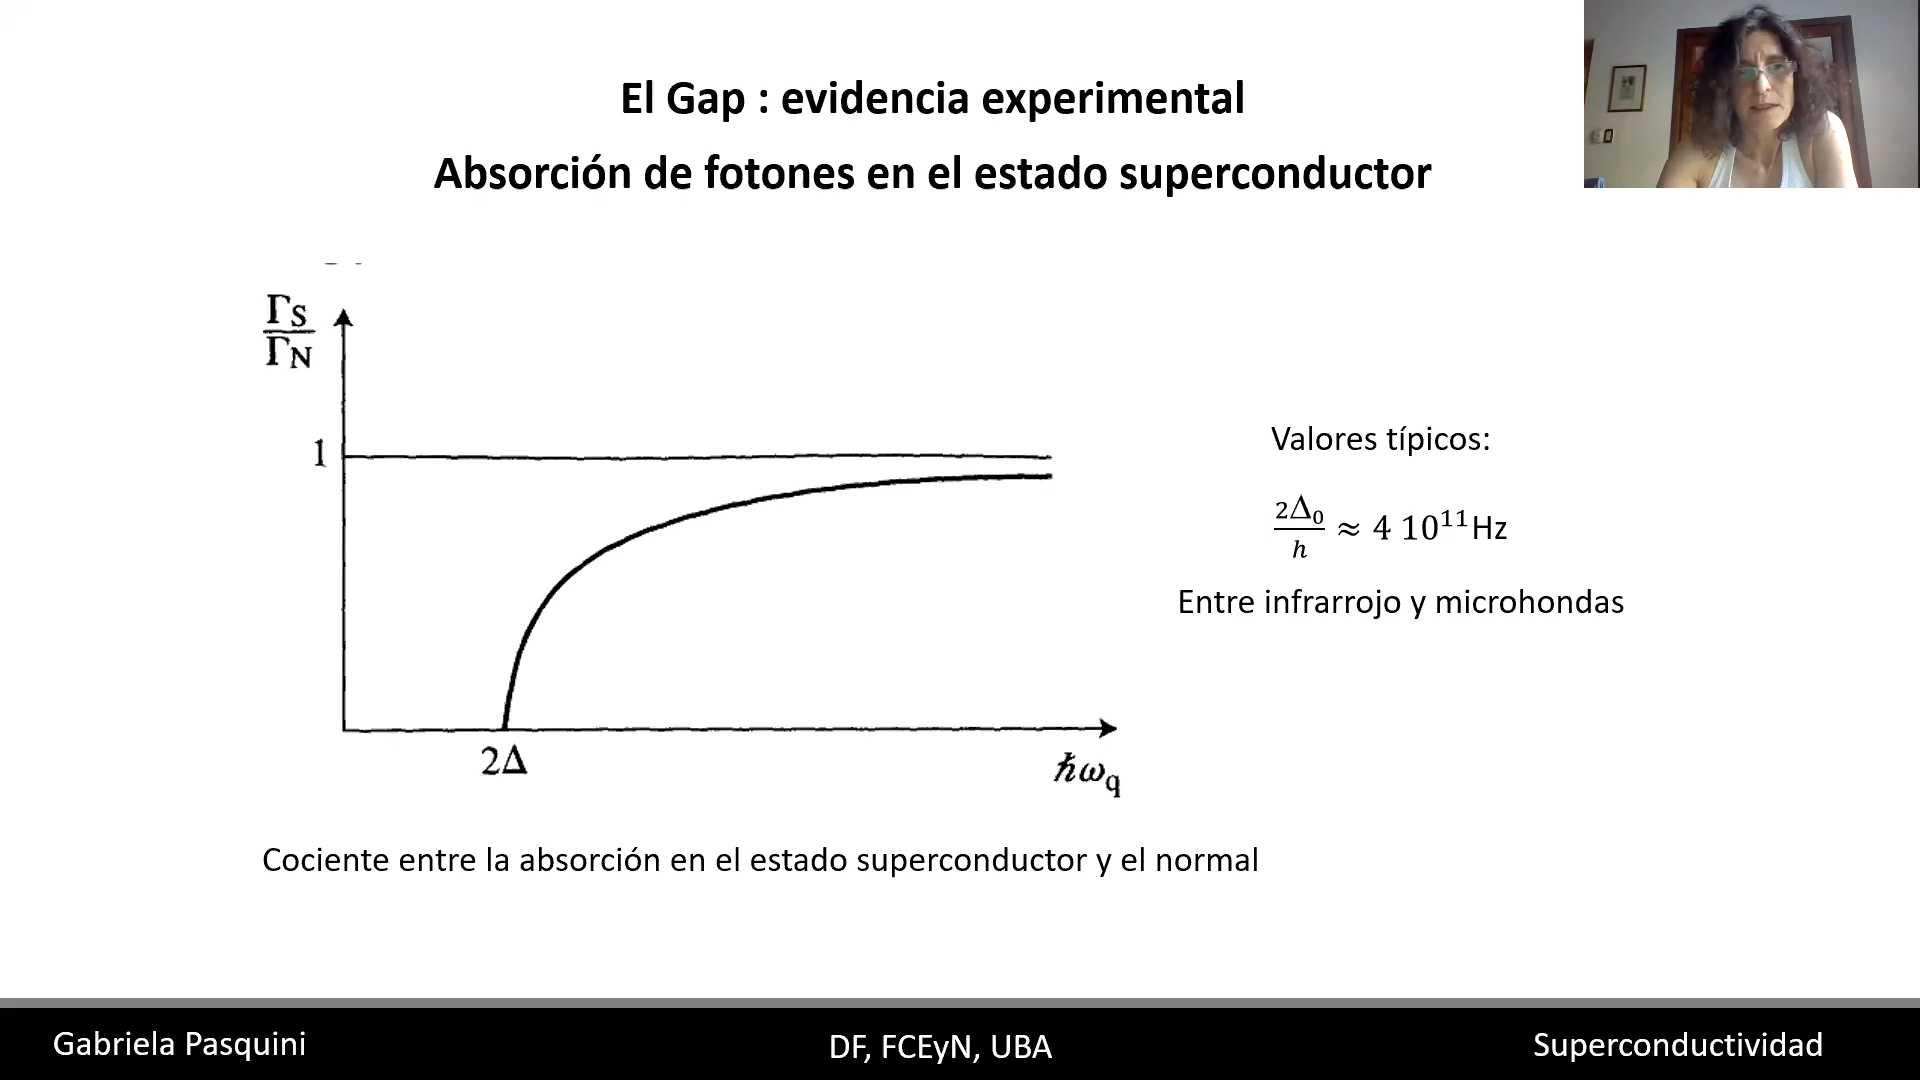 El Gap : evidencia experimental
Absorción de fotones en el estado superconductor
ΓS
ΓN
1
2Δ
ℏωq
Valores típicos:
2Δ₀/h ≈ 4 10¹¹Hz
Entre infrarrojo y microhondas
Cociente entre la absorción en el estado superconductor y el normal
Gabriela Pasquini
DF, FCEyN, UBA
Superconductividad